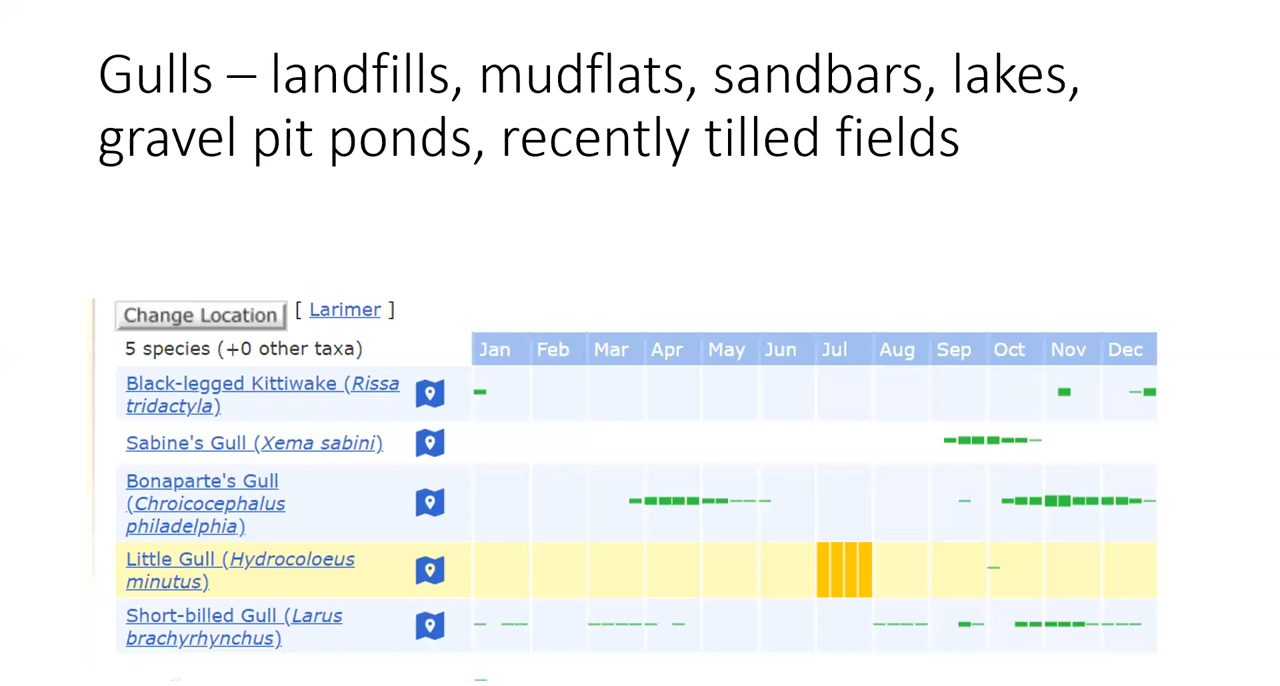 Gulls – landfills, mudflats, sandbars, lakes,
gravel pit ponds, recently tilled fields
Change Location [ Larimer ]
5 species (+0 other taxa) Jan Feb Mar Apr May Jun Jul Aug Sep Oct Nov Dec
Black-legged Kittiwake (Rissa
tridactyla)
Sabine's Gull (Xema sabini)
Bonaparte's Gull
(Chroicocephalus
philadelphia)
Little Gull (Hydrocoloeus
minutus)
Short-billed Gull (Larus
brachyrhynchus)